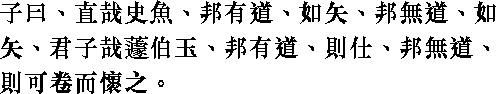 子曰、直哉史魚、邦有道、如矢、邦無道、如
矢、君子哉蘧伯玉、邦有道、則仕、邦無道、
則可卷而懷之。